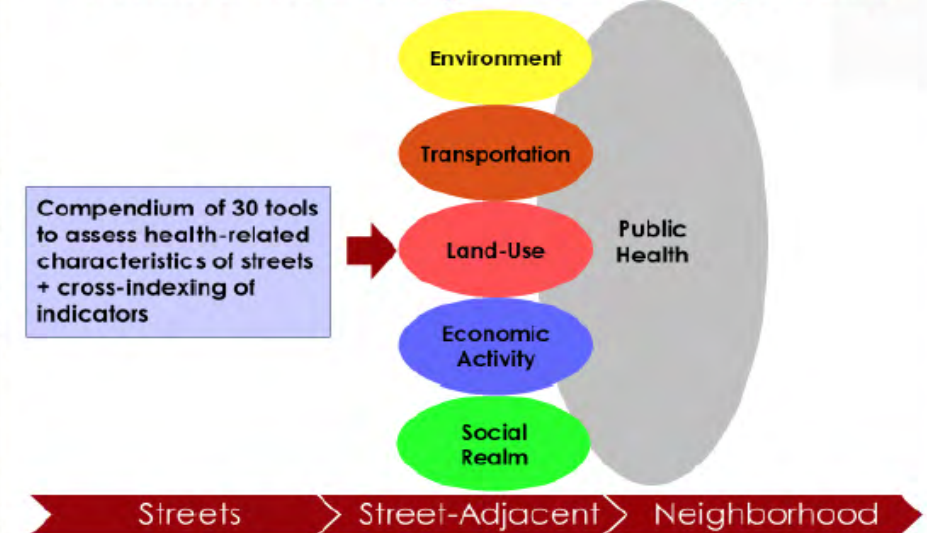 Environment
Transportation
Compendium of 30 tools
to assess health-related
characteristics of streets
+ cross-indexing of
indicators
Land-Use
Public
Health
Economic
Activity
Social
Realm
Streets
Street-Adjacent
Neighborhood